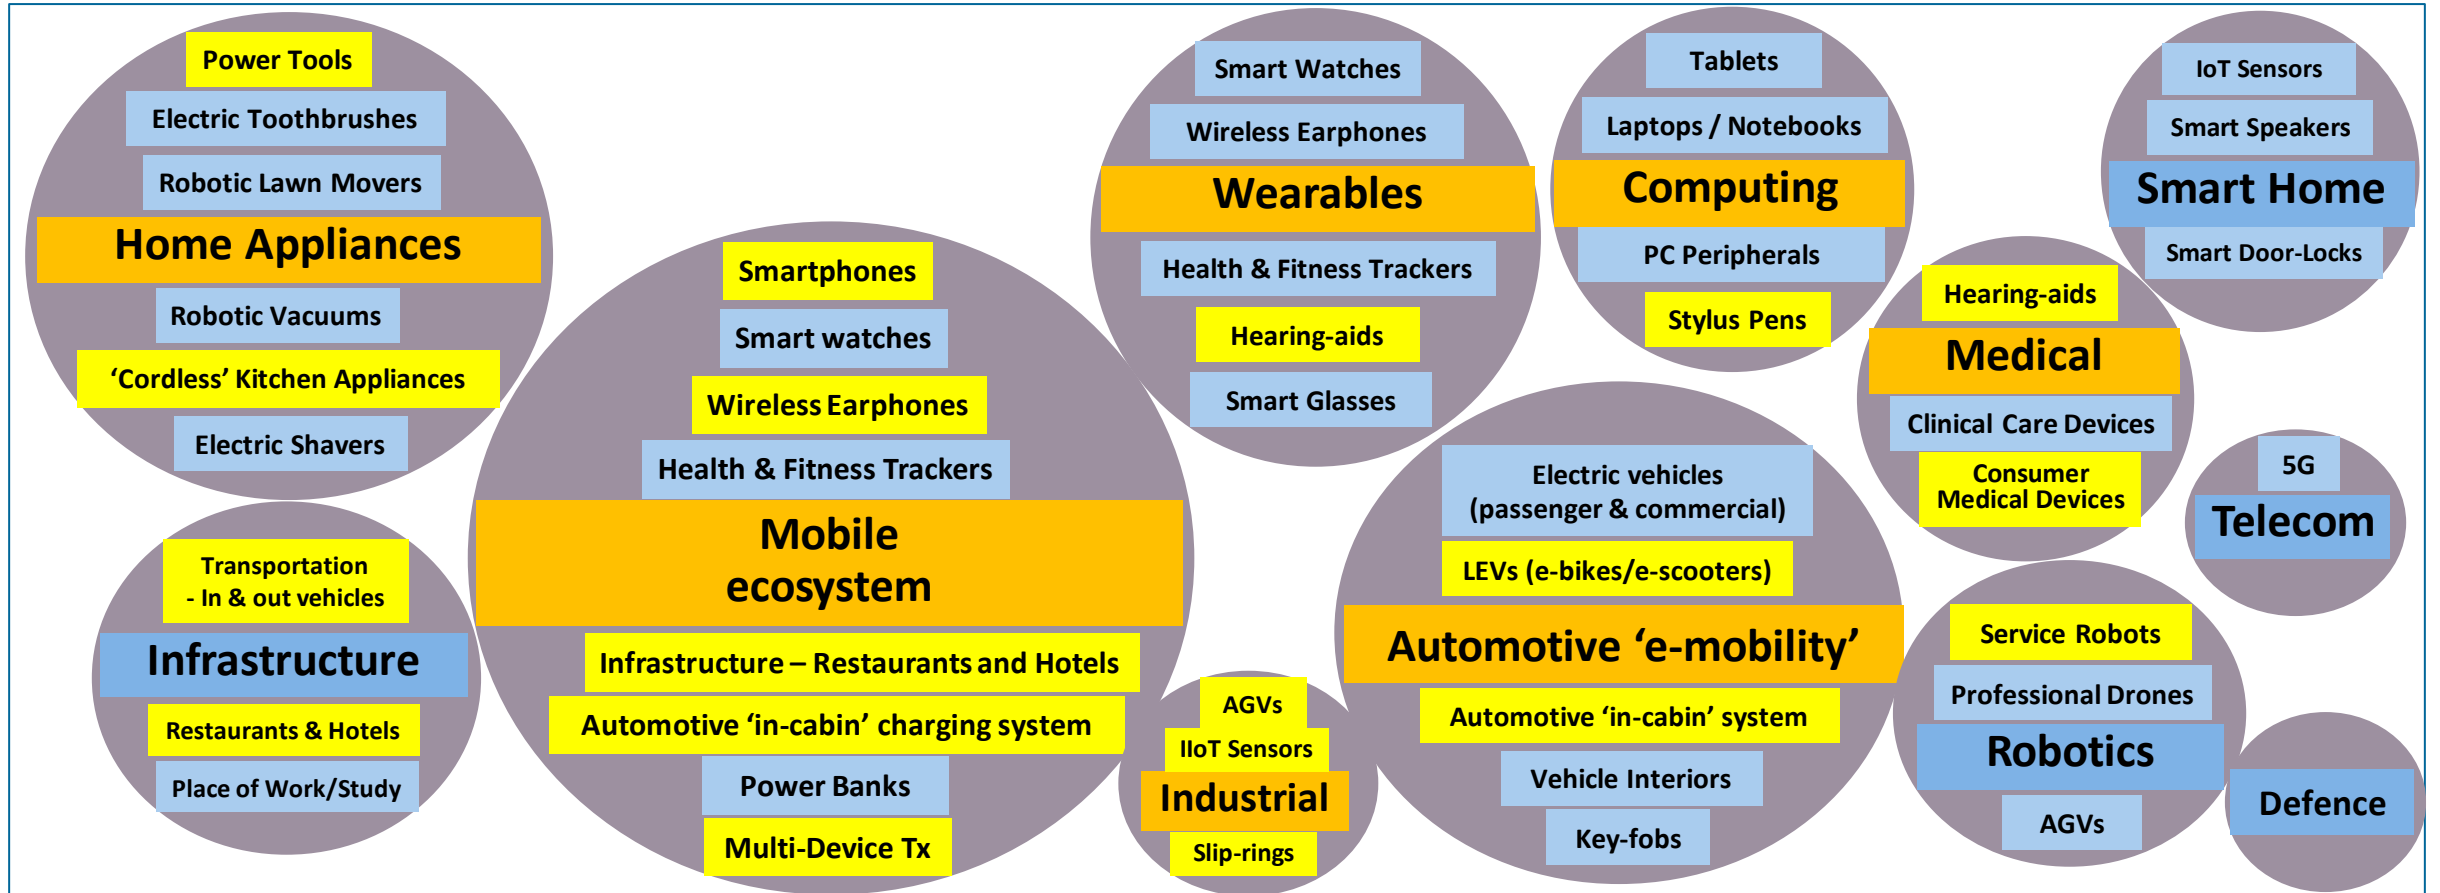 Power Tools
Electric Toothbrushes
Robotic Lawn Movers
Home Appliances
Robotic Vacuums
‘Cordless’ Kitchen Appliances
Electric Shavers
Transportation
- In & out vehicles
Infrastructure
Restaurants & Hotels
Place of Work/Study
Smartphones
Smart watches
Wireless Earphones
Health & Fitness Trackers
Mobile
ecosystem
Infrastructure – Restaurants and Hotels
Automotive ‘in-cabin’ charging system
Power Banks
Multi-Device Tx
Smart Watches
Wireless Earphones
Wearables
Health & Fitness Trackers
Hearing-aids
Smart Glasses
AGVs
IIoT Sensors
Industrial
Slip-rings
Tablets
Laptops / Notebooks
Computing
PC Peripherals
Stylus Pens
Electric vehicles
(passenger & commercial)
LEVs (e-bikes/e-scooters)
Automotive ‘e-mobility’
Automotive ‘in-cabin’ system
Vehicle Interiors
Key-fobs
Hearing-aids
Medical
Clinical Care Devices
Consumer
Medical Devices
IoT Sensors
Smart Speakers
Smart Home
Smart Door-Locks
5G
Telecom
Service Robots
Professional Drones
Robotics
AGVs
Defence